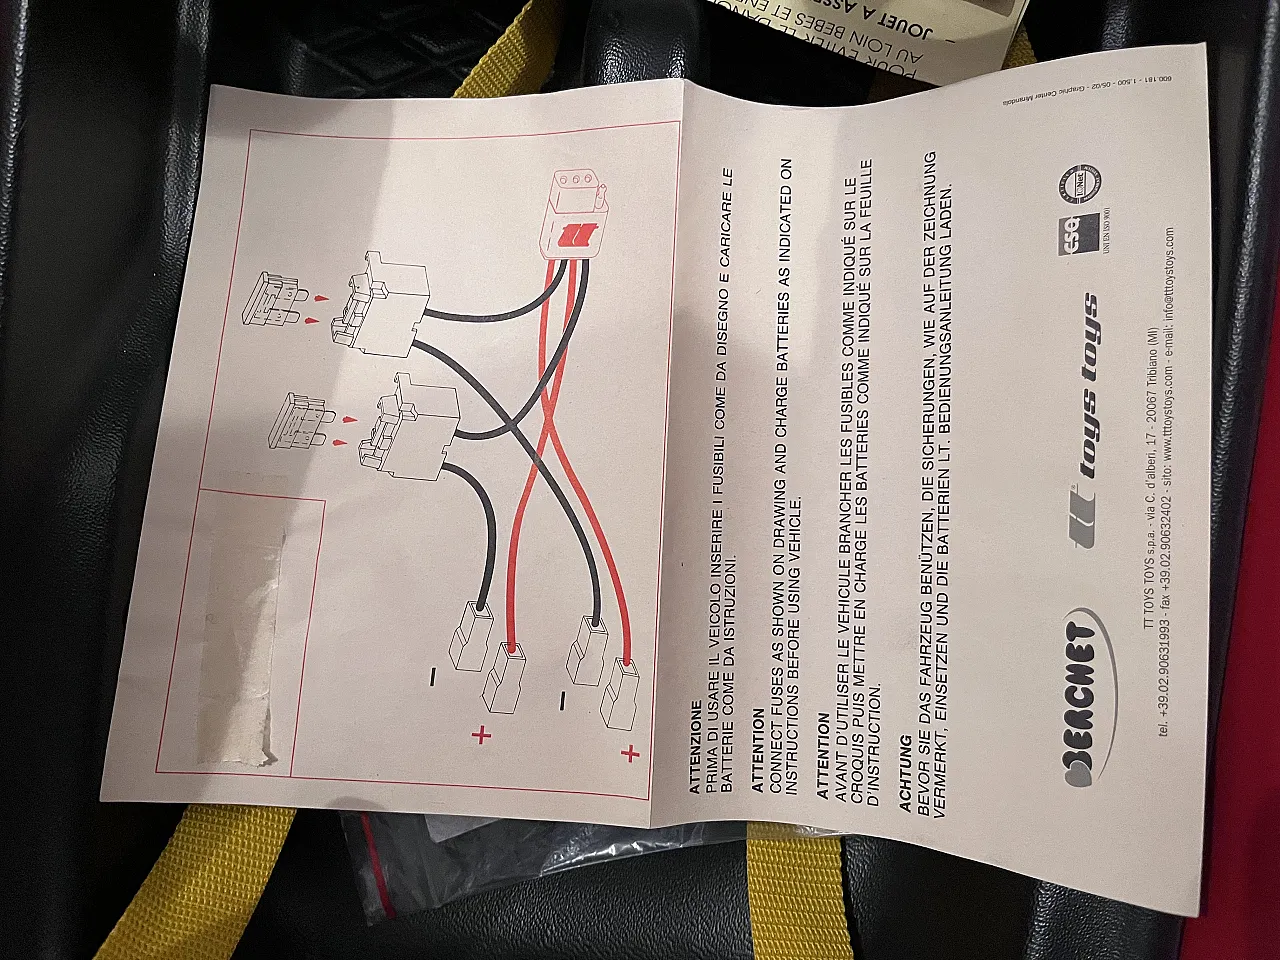 POUR EVITER LE DANG
AU LOIN BEBES ET EN
JOUET A ASSE
600.181 - 1.500 - 05/02 - Graphic Center Mirandola
-
+
-
+
ATTENZIONE
PRIMA DI USARE IL VEICOLO INSERIRE I FUSIBILI COME DA DISEGNO E CARICARE LE
BATTERIE COME DA ISTRUZIONI.
ATTENTION
CONNECT FUSES AS SHOWN ON DRAWING AND CHARGE BATTERIES AS INDICATED ON
INSTRUCTIONS BEFORE USING VEHICLE.
ATTENTION
AVANT D'UTILISER LE VEHICULE BRANCHER LES FUSIBLES COMME INDIQUÉ SUR LE
CROQUIS PUIS METTRE EN CHARGE LES BATTERIES COMME INDIQUÉ SUR LA FEUILLE
D'INSTRUCTION.
ACHTUNG
BEVOR SIE DAS FAHRZEUG BENÜTZEN, DIE SICHERUNGEN, WIE AUF DER ZEICHNUNG
VERMERKT, EINSETZEN UND DIE BATTERIEN LT. BEDIENUNGSANLEITUNG LADEN.
BERCHET
tt® toys toys
cse
UNI EN ISO 9001
IQNet
TT TOYS TOYS s.p.a. - via C. d'alberi, 17 - 20067 Tribiano (MI)
tel. +39.02.90631993 - fax +39.02.90632402 - sito: www.tttoystoys.com - e-mail: info@tttoystoys.com